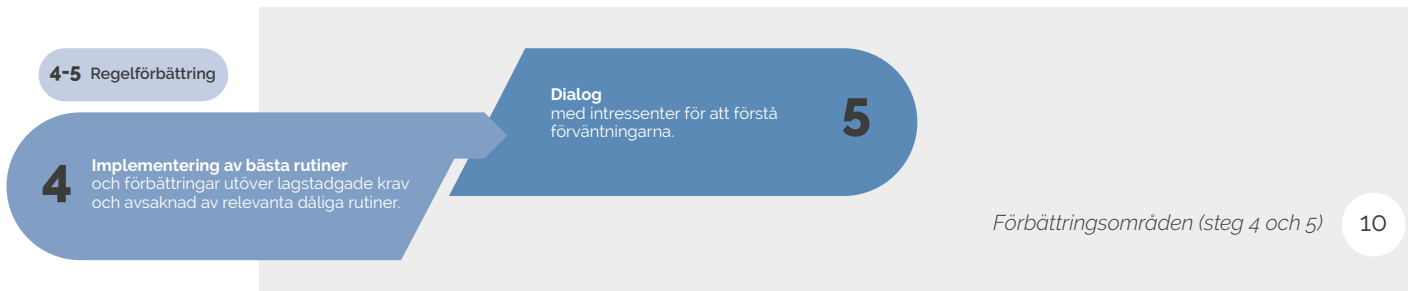 4-5 Regelförbättring
4
Implementering av bästa rutiner
och förbättringar utöver lagstadgade krav
och avsaknad av relevanta dåliga rutiner.
Dialog
med intressenter för att förstå
förväntningarna.
5
Förbättringsområden (steg 4 och 5)
10